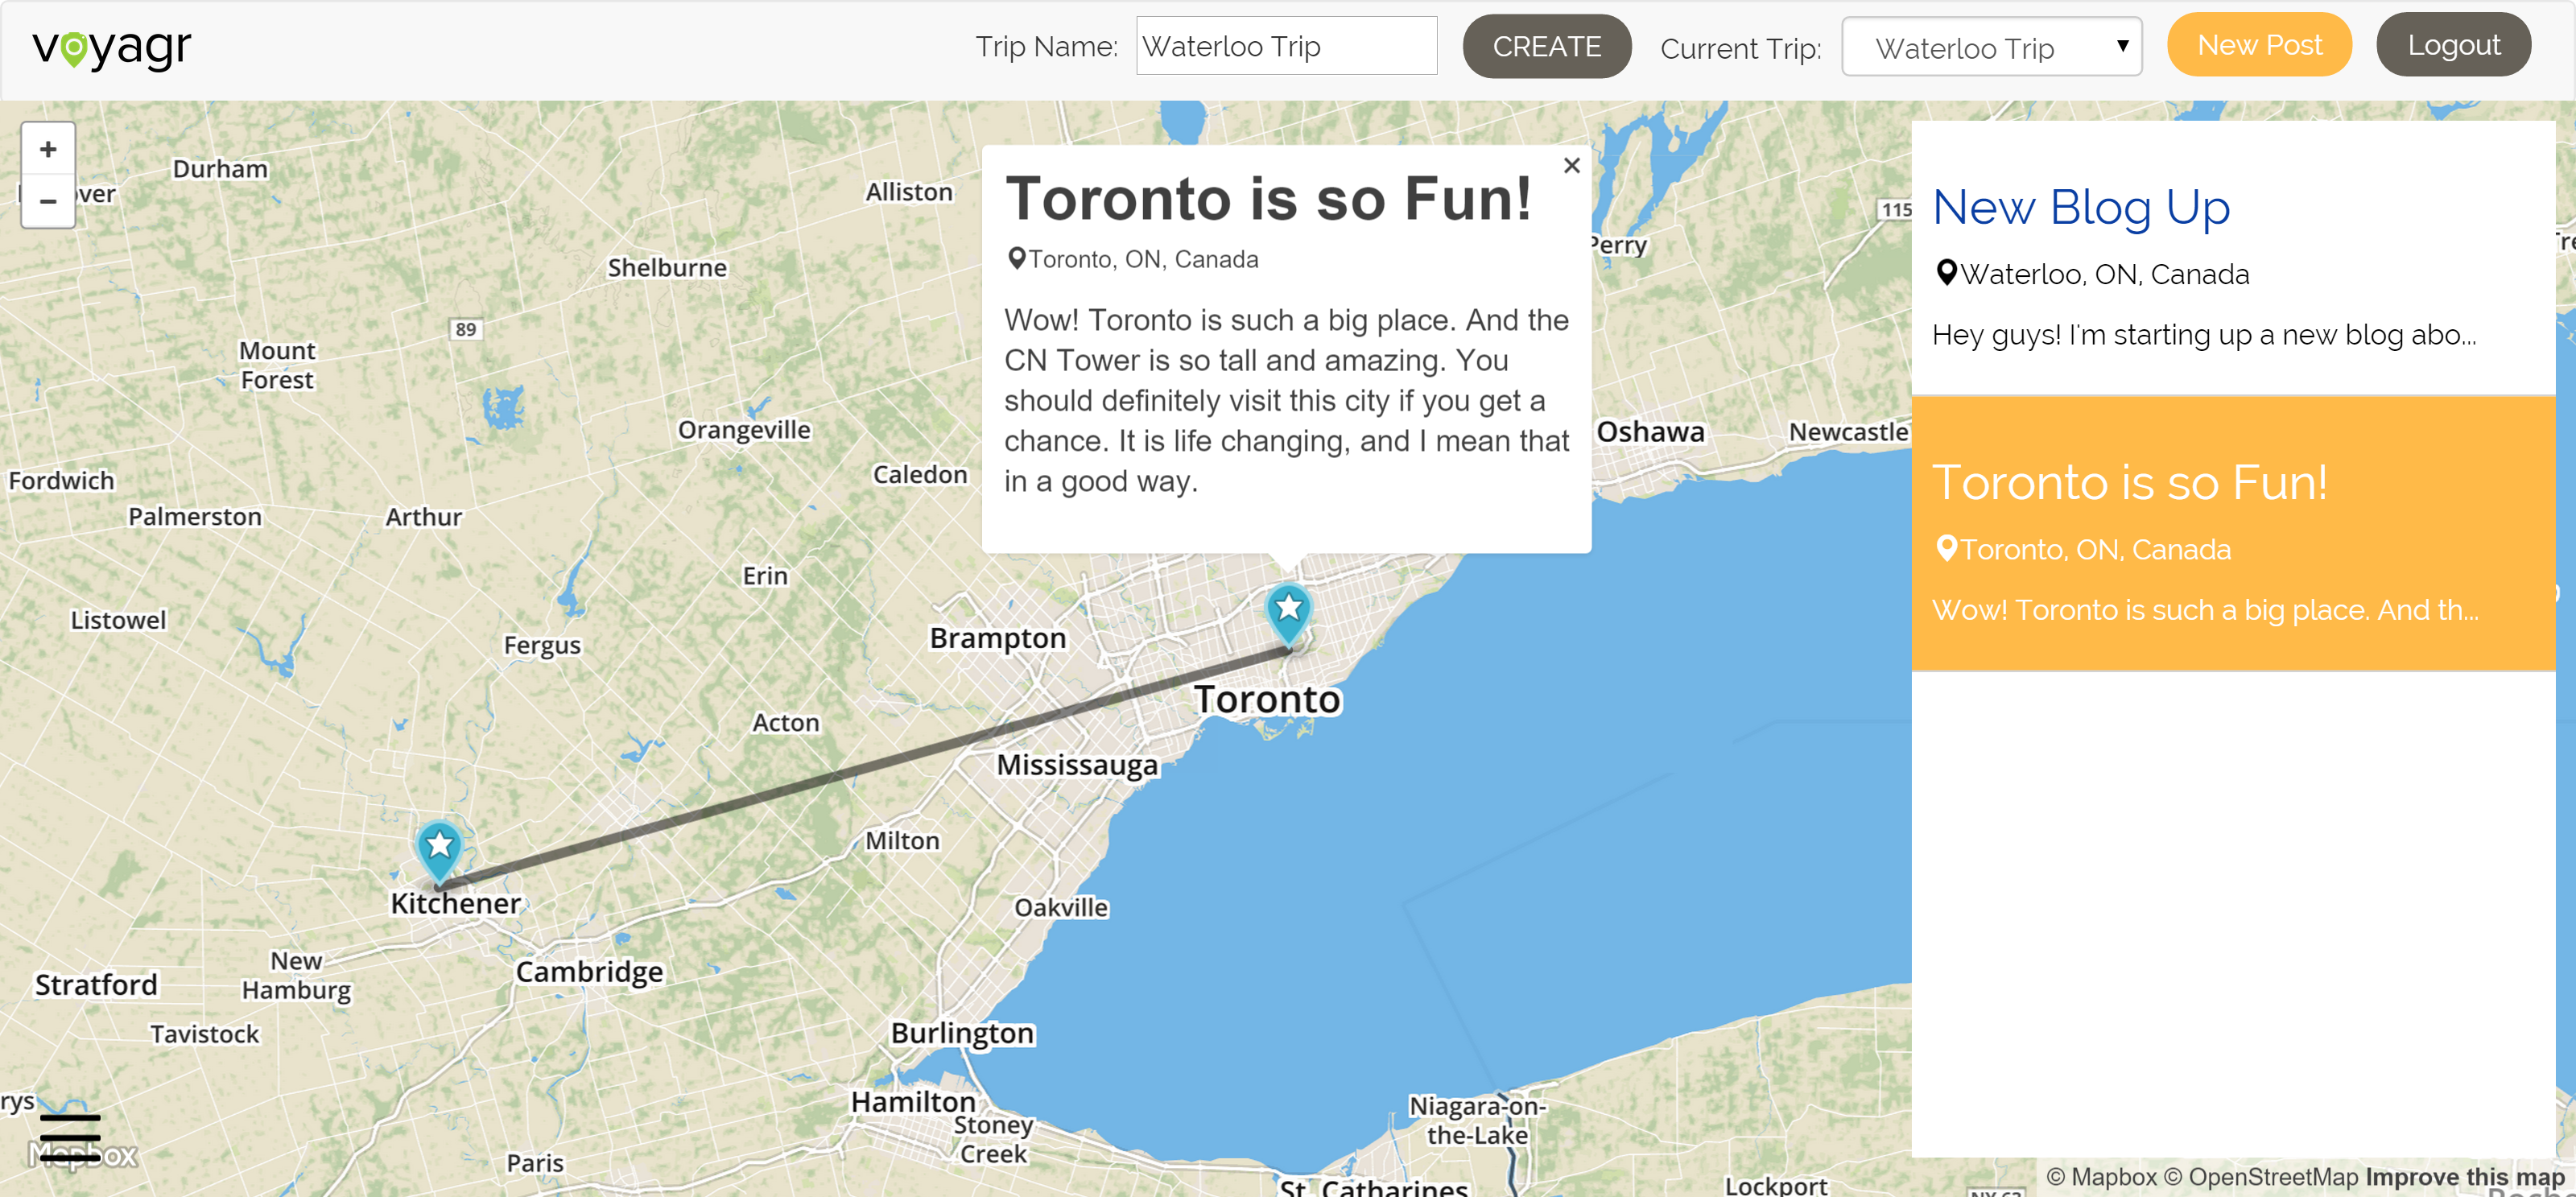 voyagr
Trip Name: Waterloo Trip CREATE Current Trip: Waterloo Trip New Post Logout
+
−
Durham
Alliston
Shelburne
89
Mount
Forest
Orangeville
Caledon
Fordwich
Palmerston
Arthur
Erin
Listowel
Fergus
Brampton
Toronto
Acton
Mississauga
Milton
Kitchener
Oakville
New
Hamburg
Stratford
Cambridge
Tavistock
Burlington
Hamilton
Stoney
Creek
Niagara-on-
the-Lake
Paris
St. Catharines
Lockport
Oshawa
Newcastle
Perry
115
Mapbox
Toronto is so Fun!
Toronto, ON, Canada
Wow! Toronto is such a big place. And the
CN Tower is so tall and amazing. You
should definitely visit this city if you get a
chance. It is life changing, and I mean that
in a good way.
New Blog Up
Waterloo, ON, Canada
Hey guys! I'm starting up a new blog abo...
Toronto is so Fun!
Toronto, ON, Canada
Wow! Toronto is such a big place. And th...
© Mapbox © OpenStreetMap Improve this map